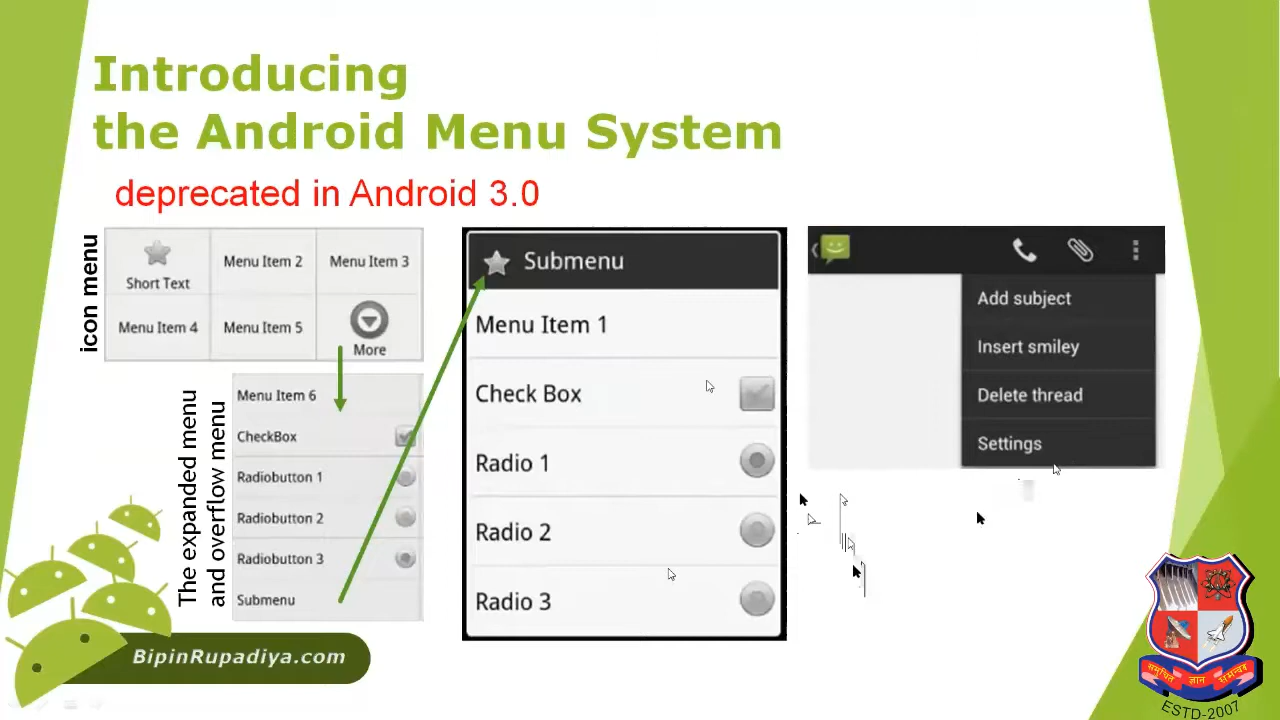 Introducing
the Android Menu System
deprecated in Android 3.0
icon menu
Short Text
Menu Item 2
Menu Item 3
Menu Item 4
Menu Item 5
More
The expanded menu
and overflow menu
Menu Item 6
CheckBox
Radiobutton 1
Radiobutton 2
Radiobutton 3
Submenu
Submenu
Menu Item 1
Check Box
Radio 1
Radio 2
Radio 3
Add subject
Insert smiley
Delete thread
Settings
BipinRupadiya.com
समुचित ज्ञान समन्वय
ESTD-2007